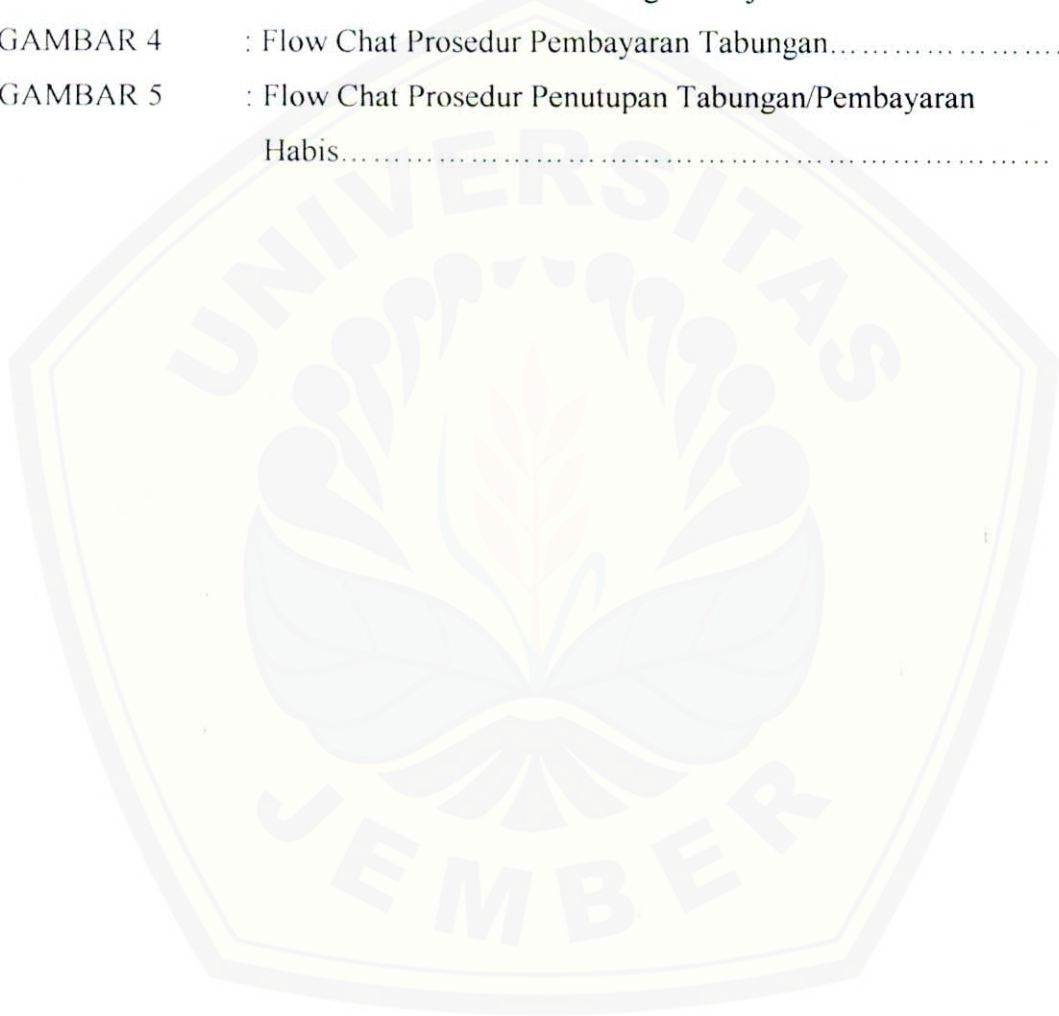 GAMBAR 4 : Flow Chat Prosedur Pembayaran Tabungan........................
GAMBAR 5 : Flow Chat Prosedur Penutupan Tabungan/Pembayaran
Habis............................................................
UNIVERSITAS
JEMBER